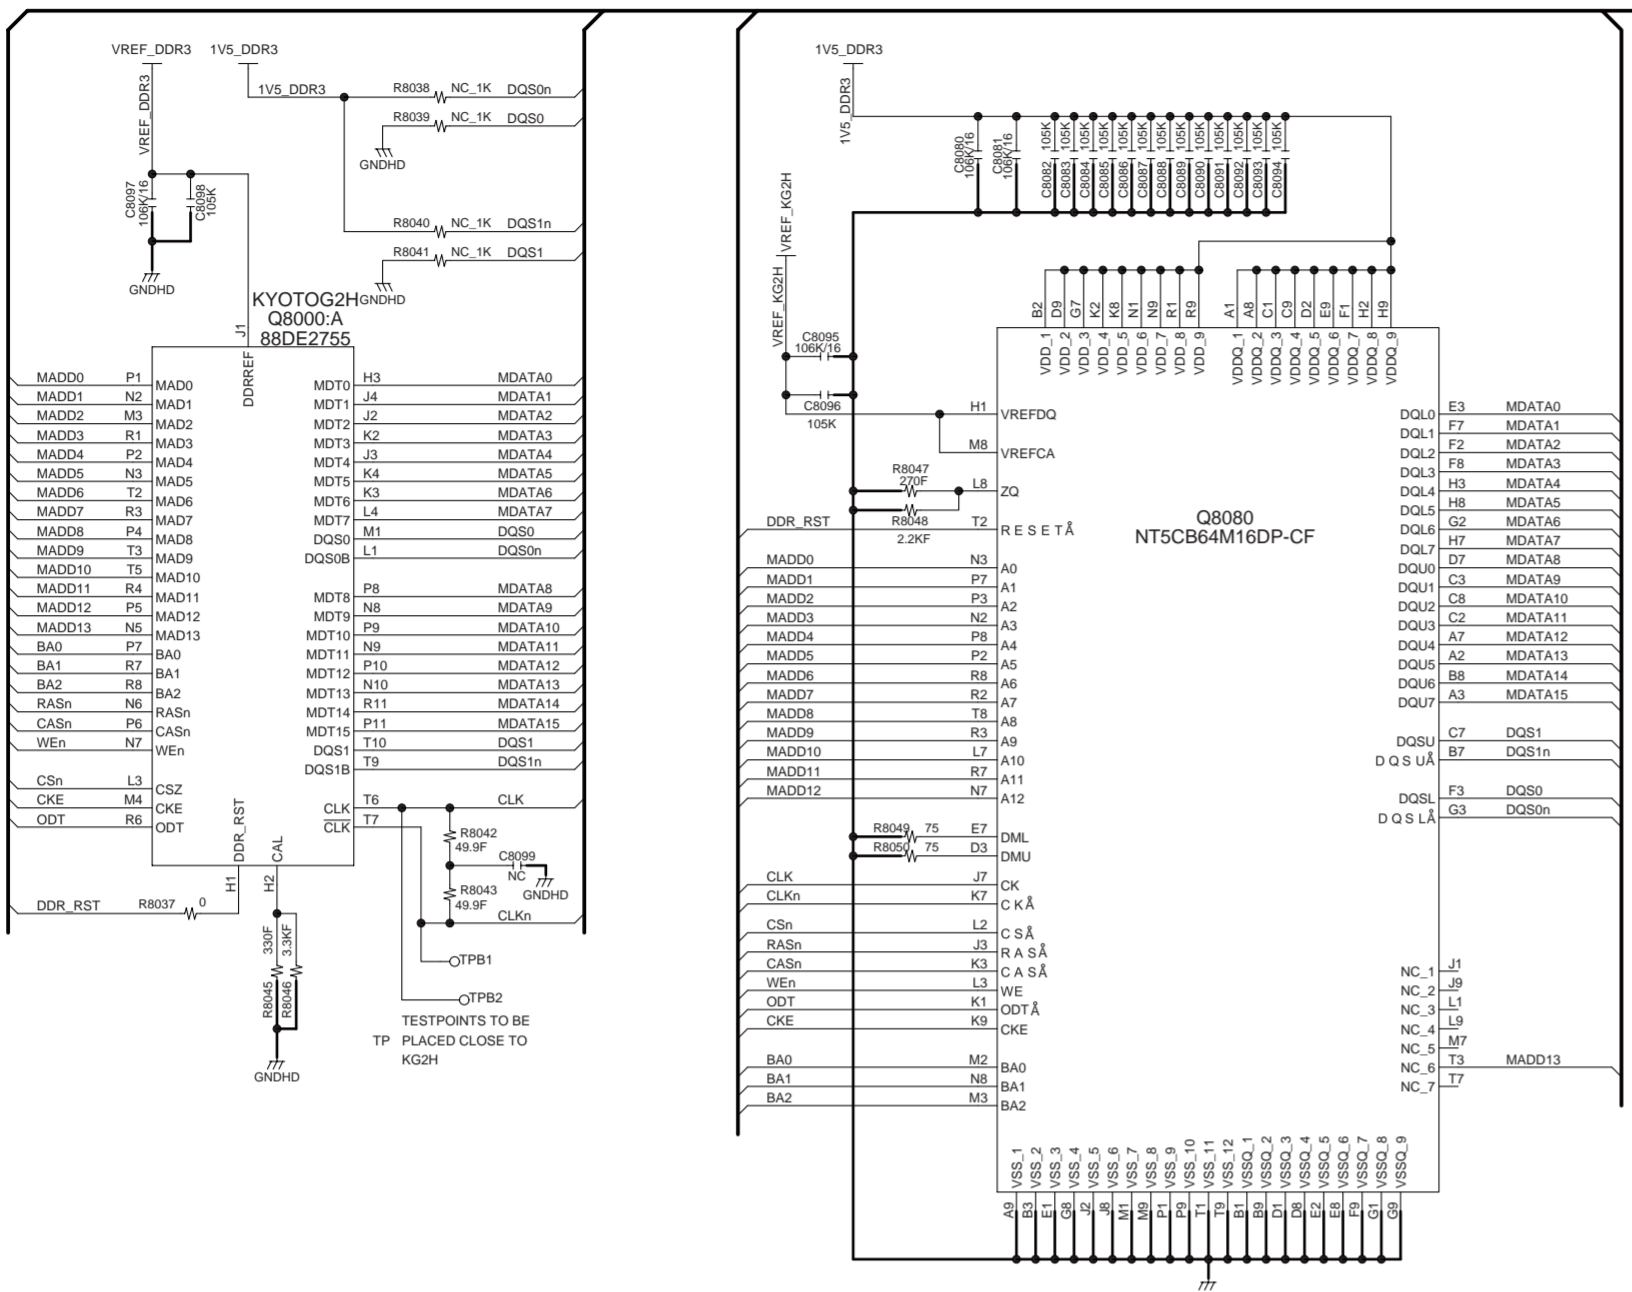 VREF_DDR3 1V5_DDR3
VREF_DDR3
1V5_DDR3
R8038 NC_1K DQS0n
R8039 NC_1K DQS0
GNDHD
R8040 NC_1K DQS1n
R8041 NC_1K DQS1
GNDHD
C8097 106K/16
C8098 105K
GNDHD
KYOTOG2H
Q8000:A
88DE2755
J1 DDRREF
MADD0 P1 MAD0
MADD1 N2 MAD1
MADD2 M3 MAD2
MADD3 R1 MAD3
MADD4 P2 MAD4
MADD5 N3 MAD5
MADD6 T2 MAD6
MADD7 R3 MAD7
MADD8 P4 MAD8
MADD9 T3 MAD9
MADD10 T5 MAD10
MADD11 R4 MAD11
MADD12 P5 MAD12
MADD13 N5 MAD13
BA0 P7 BA0
BA1 R7 BA1
BA2 R8 BA2
RASn N6 RASn
CASn P6 CASn
WEn N7 WEn
CSn L3 CSZ
CKE M4 CKE
ODT R6 ODT
MDT0 H3 MDATA0
MDT1 J4 MDATA1
MDT2 J2 MDATA2
MDT3 K2 MDATA3
MDT4 J3 MDATA4
MDT5 K4 MDATA5
MDT6 K3 MDATA6
MDT7 L4 MDATA7
DQS0 M1 DQS0
DQS0B L1 DQS0n
MDT8 P8 MDATA8
MDT9 N8 MDATA9
MDT10 P9 MDATA10
MDT11 N9 MDATA11
MDT12 P10 MDATA12
MDT13 N10 MDATA13
MDT14 R11 MDATA14
MDT15 P11 MDATA15
DQS1 T10 DQS1
DQS1B T9 DQS1n
CLK T6 CLK
CLK T7
DDR_RST H1
CAL H2
R8042
49.9F
C8099
NC
GNDHD
R8043
49.9F
CLKn
DDR_RST R8037 0
R8045 330F
R8046 3.3KF
GNDHD
TPB1
TPB2
TESTPOINTS TO BE
TP PLACED CLOSE TO
KG2H
1V5_DDR3
1V5_DDR3
C8080 106K/16
C8081 106K/16
C8082 105K
C8083 105K
C8084 105K
C8085 105K
C8086 105K
C8087 105K
C8088 105K
C8089 105K
C8090 105K
C8091 105K
C8092 105K
C8093 105K
C8094 105K
VREF_KG2H
VREF_KG2H
C8095
106K/16
C8096
105K
B2 VDD_1
D9 VDD_2
G7 VDD_3
K2 VDD_4
K8 VDD_5
N1 VDD_6
N9 VDD_7
R1 VDD_8
R9 VDD_9
A1 VDDQ_1
A8 VDDQ_2
C1 VDDQ_3
C9 VDDQ_4
D2 VDDQ_5
E9 VDDQ_6
F1 VDDQ_7
H2 VDDQ_8
H9 VDDQ_9
Q8080
NT5CB64M16DP-CF
H1 VREFDQ
M8 VREFCA
R8047
270F
L8 ZQ
R8048
2.2KF
DDR_RST T2 RESETÅ
MADD0 N3 A0
MADD1 P7 A1
MADD2 P3 A2
MADD3 N2 A3
MADD4 P8 A4
MADD5 P2 A5
MADD6 R8 A6
MADD7 R2 A7
MADD8 T8 A8
MADD9 R3 A9
MADD10 L7 A10
MADD11 R7 A11
MADD12 N7 A12
R8049 75 E7 DML
R8050 75 D3 DMU
CLK J7 CK
CLKn K7 CKÅ
CSn L2 CSÅ
RASn J3 RASÅ
CASn K3 CASÅ
WEn L3 WE
ODT K1 ODTÅ
CKE K9 CKE
BA0 M2 BA0
BA1 N8 BA1
BA2 M3 BA2
DQL0 E3 MDATA0
DQL1 F7 MDATA1
DQL2 F2 MDATA2
DQL3 F8 MDATA3
DQL4 H3 MDATA4
DQL5 H8 MDATA5
DQL6 G2 MDATA6
DQL7 H7 MDATA7
DQU0 D7 MDATA8
DQU1 C3 MDATA9
DQU2 C8 MDATA10
DQU3 C2 MDATA11
DQU4 A7 MDATA12
DQU5 A2 MDATA13
DQU6 B8 MDATA14
DQU7 A3 MDATA15
DQSU C7 DQS1
DQSUÅ B7 DQS1n
DQSL F3 DQS0
DQSLÅ G3 DQS0n
NC_1 J1
NC_2 J9
NC_3 L1
NC_4 L9
NC_5 M7
NC_6 T3 MADD13
NC_7 T7
VSS_1 A9
VSS_2 B3
VSS_3 E1
VSS_4 G8
VSS_5 J2
VSS_6 J8
VSS_7 M1
VSS_8 M9
VSS_9 P1
VSS_10 P9
VSS_11 T1
VSS_12 T9
VSSQ_1 B1
VSSQ_2 B9
VSSQ_3 D1
VSSQ_4 D8
VSSQ_5 E2
VSSQ_6 E8
VSSQ_7 F9
VSSQ_8 G1
VSSQ_9 G9